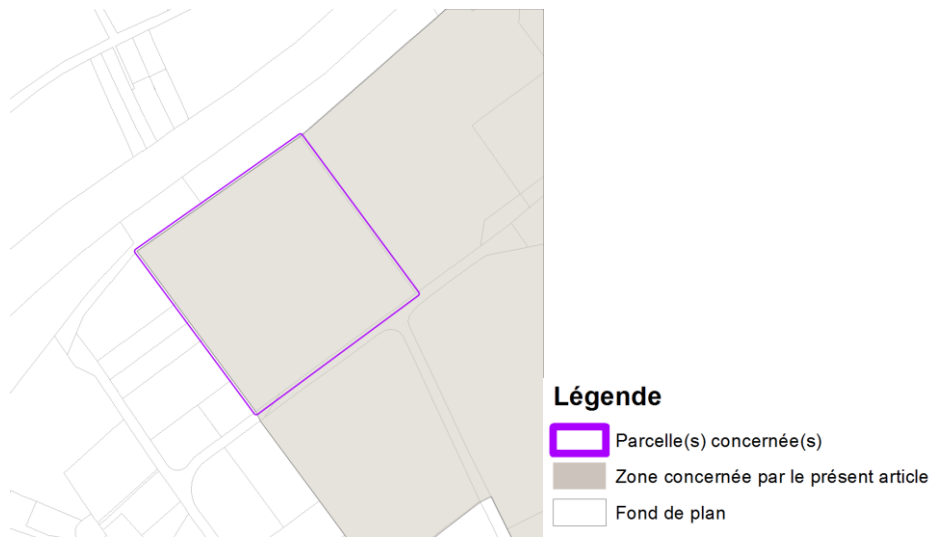 Légende
Parcelle(s) concernée(s)
Zone concernée par le présent article
Fond de plan